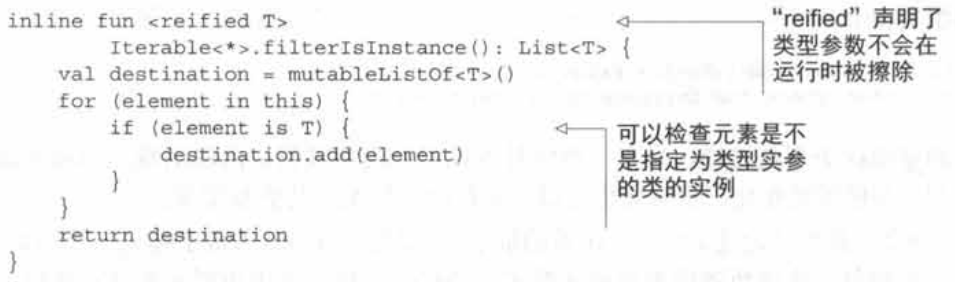 inline fun <reified T>
        Iterable<*>.filterIsInstance(): List<T> {
    val destination = mutableListOf<T>()
    for (element in this) {
        if (element is T) {
            destination.add(element)
        }
    }
    return destination
}
“reified” 声明了
类型参数不会在
运行时被擦除
可以检查元素是不
是指定为类型实参
的类的实例